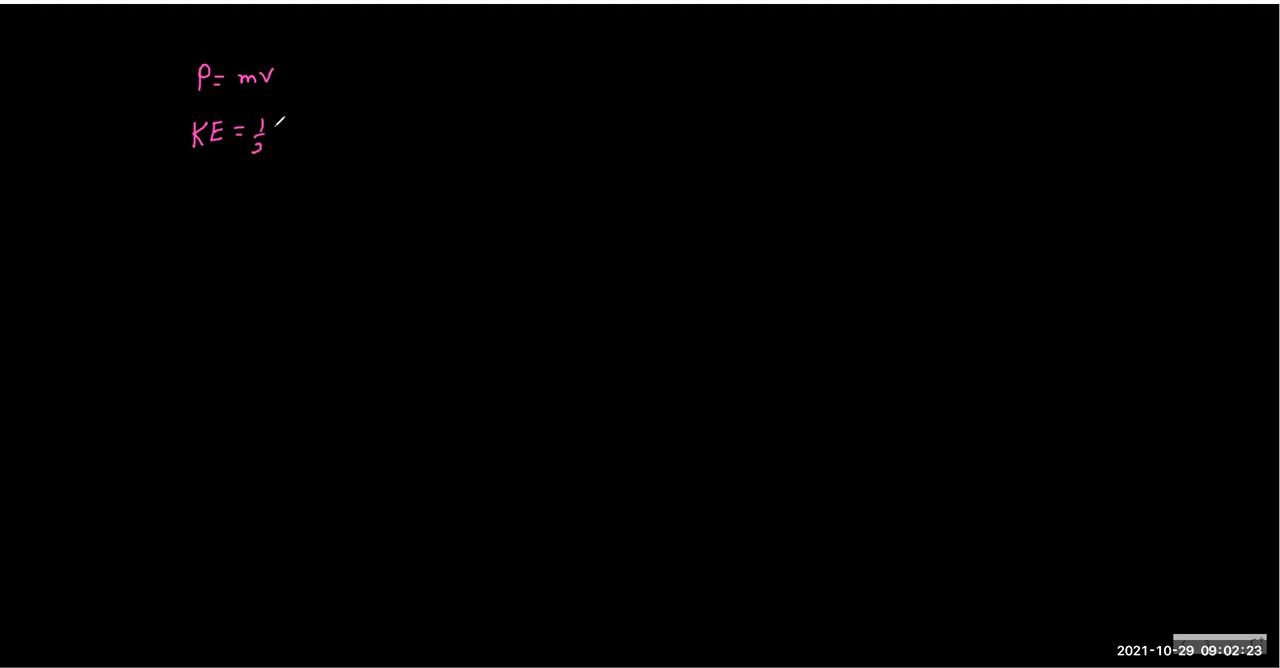 P = mv
KE = 1/2
2021-10-29 09:02:23